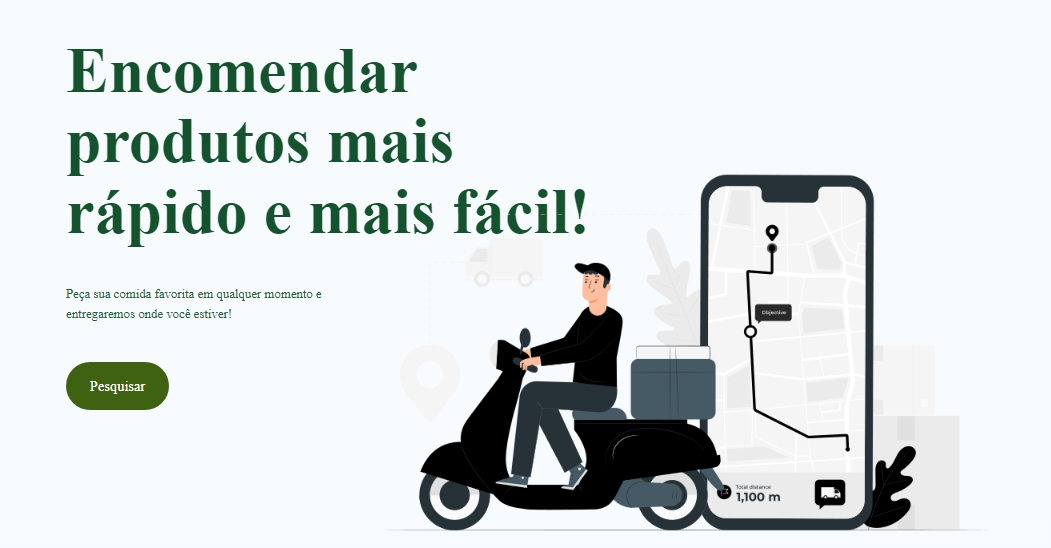 Encomendar
produtos mais
rápido e mais fácil!
Peça sua comida favorita em qualquer momento e
entregaremos onde você estiver!
Pesquisar
Objective
Total distance
1,100 m